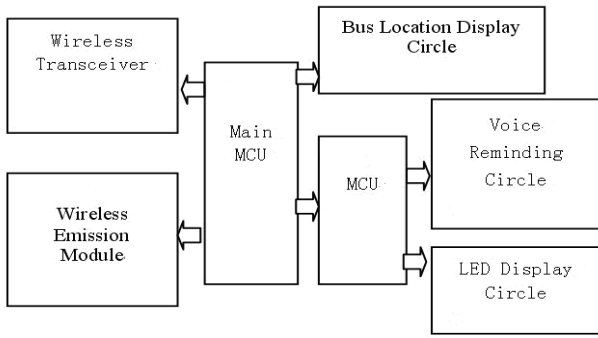 Wireless
Transceiver
Bus Location Display
Circle
Main
MCU
Voice
Reminding
Circle
MCU
Wireless
Emission
Module
LED Display
Circle